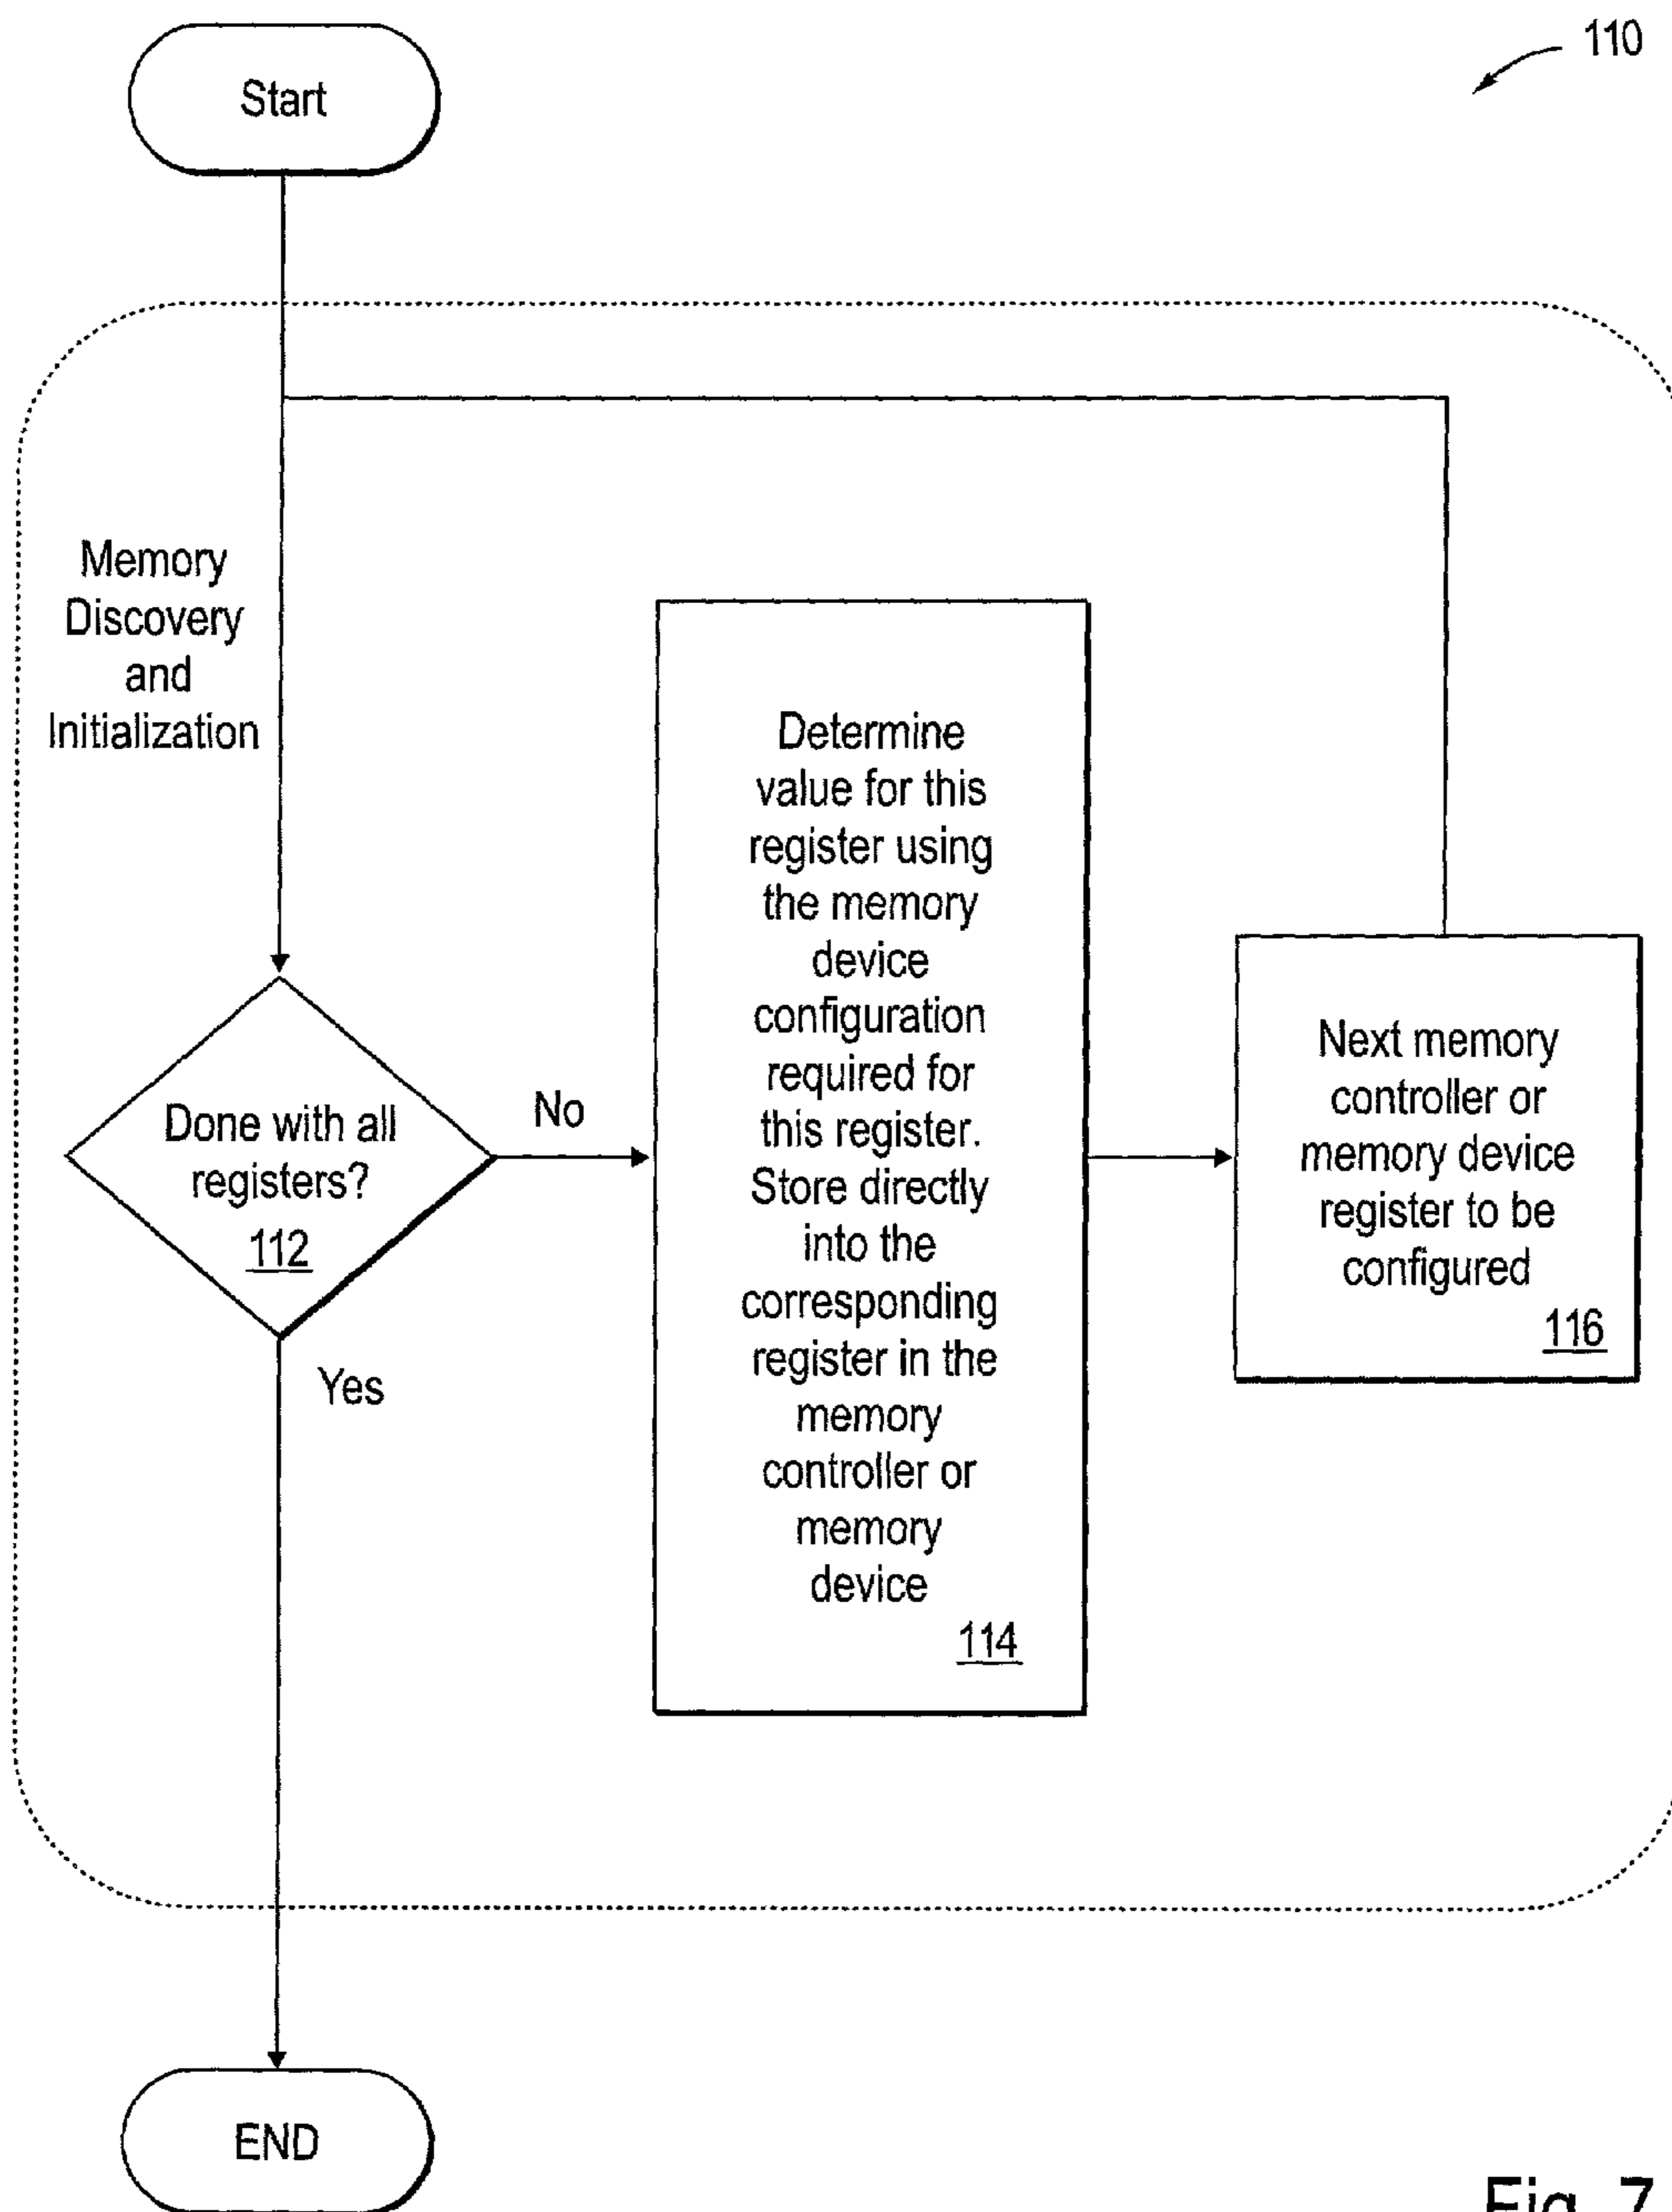 110
Start
Memory
Discovery
and
Initialization
Done with all
registers?
112
No
Yes
Determine
value for this
register using
the memory
device
configuration
required for
this register.
Store directly
into the
corresponding
register in the
memory
controller or
memory
device
114
Next memory
controller or
memory device
register to be
configured
116
END
Fig. 7